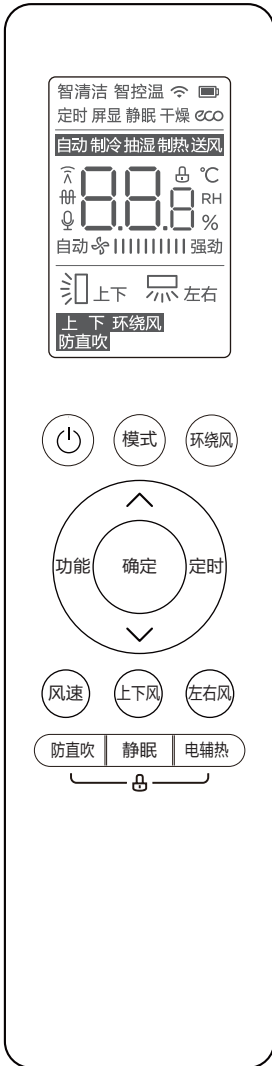 智清洁 智控温
定时 屏显 静眠 干燥 eco
自动 制冷 抽湿 制热 送风
88.8 ℃
RH
%
自动 强劲
上下 左右
上 下 环绕风
防直吹
模式 环绕风
功能 确定 定时
风速 上下风 左右风
防直吹 静眠 电辅热